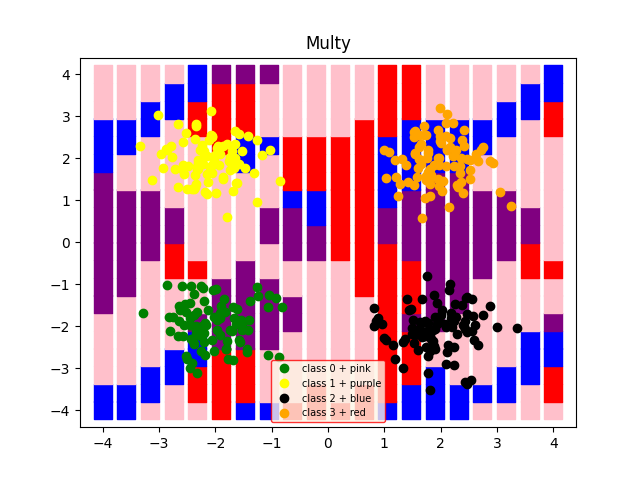 Multy
4
3
2
1
0
−1
−2
−3
−4
class 0 + pink
class 1 + purple
class 2 + blue
class 3 + red
−4 −3 −2 −1 0 1 2 3 4